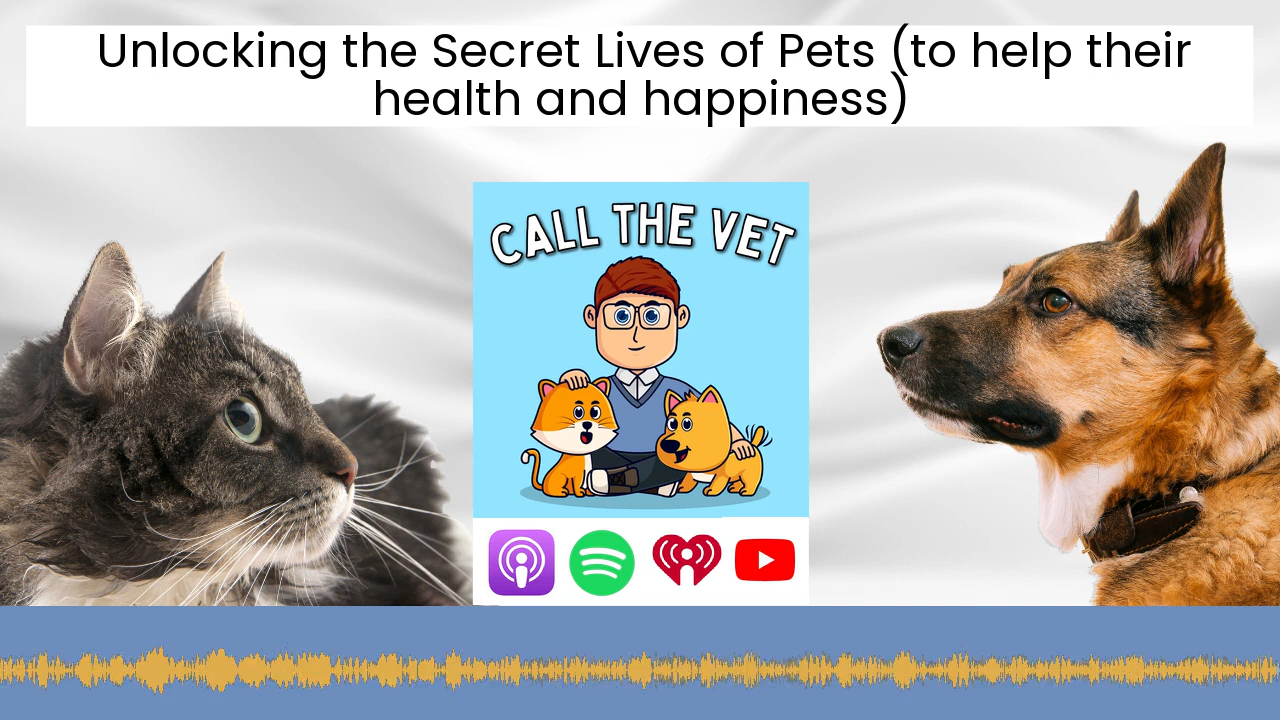 Unlocking the Secret Lives of Pets (to help their
health and happiness)
CALL THE VET